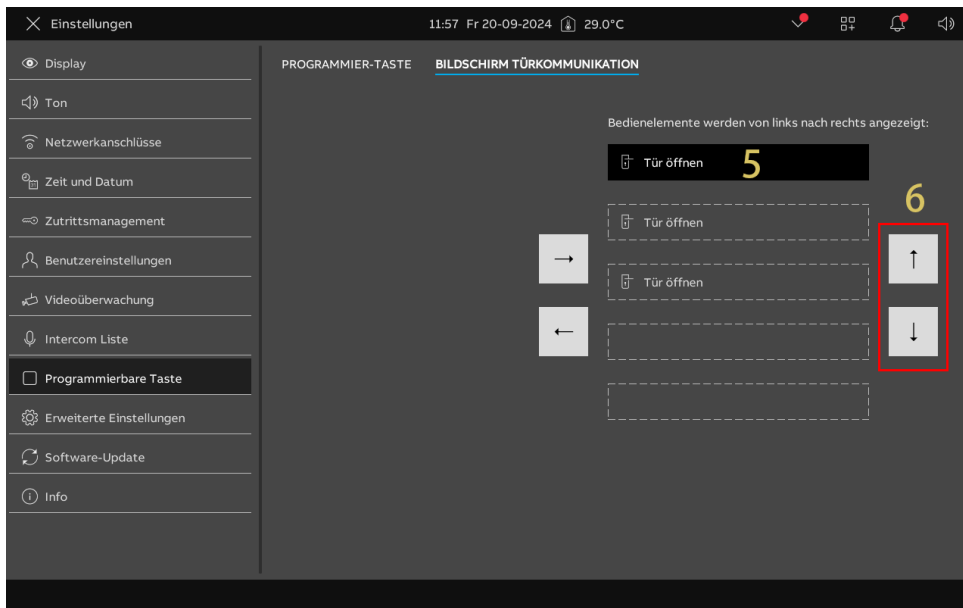 Einstellungen
11:57 Fr 20-09-2024 29.0°C
Display
Ton
Netzwerkanschlüsse
Zeit und Datum
Zutrittsmanagement
Benutzereinstellungen
Videoüberwachung
Intercom Liste
Programmierbare Taste
Erweiterte Einstellungen
Software-Update
Info
PROGRAMMIER-TASTE BILDSCHIRM TÜRKOMMUNIKATION
Bedienelemente werden von links nach rechts angezeigt:
Tür öffnen 5
6
Tür öffnen
→ ↑
Tür öffnen
← ↓